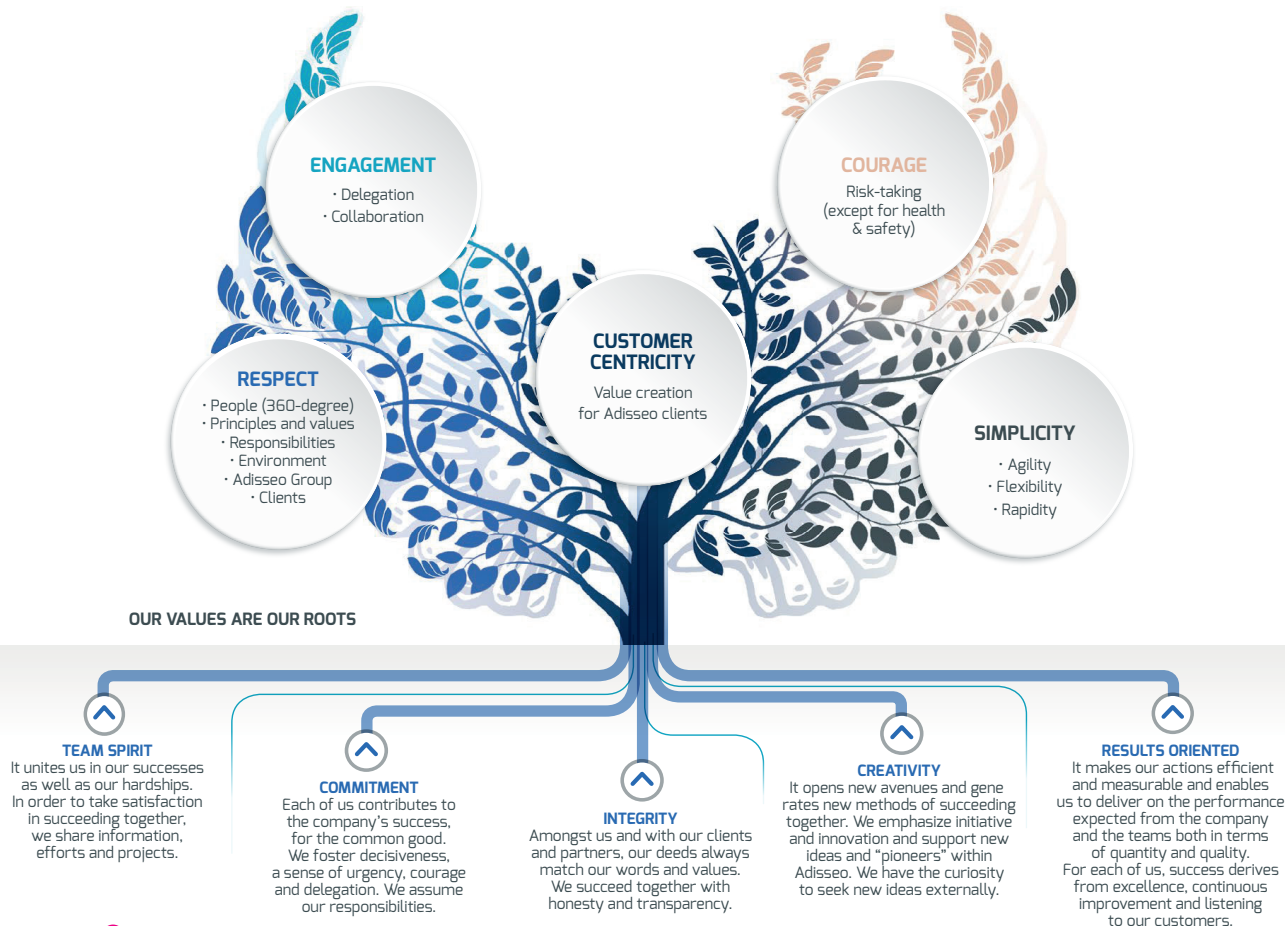 ENGAGEMENT
· Delegation
· Collaboration
COURAGE
Risk-taking
(except for health
& safety)
CUSTOMER
CENTRICITY
Value creation
for Adisseo clients
RESPECT
· People (360-degree)
· Principles and values
· Responsibilities
· Environment
· Adisseo Group
· Clients
SIMPLICITY
· Agility
· Flexibility
· Rapidity
OUR VALUES ARE OUR ROOTS
TEAM SPIRIT
It unites us in our successes
as well as our hardships.
In order to take satisfaction
in succeeding together,
we share information,
efforts and projects.
COMMITMENT
Each of us contributes to
the company's success,
for the common good.
We foster decisiveness,
a sense of urgency, courage
and delegation. We assume
our responsibilities.
INTEGRITY
Amongst us and with our clients
and partners, our deeds always
match our words and values.
We succeed together with
honesty and transparency.
CREATIVITY
It opens new avenues and gene
rates new methods of succeeding
together. We emphasize initiative
and innovation and support new
ideas and “pioneers” within
Adisseo. We have the curiosity
to seek new ideas externally.
RESULTS ORIENTED
It makes our actions efficient
and measurable and enables
us to deliver on the performance
expected from the company
and the teams both in terms
of quantity and quality.
For each of us, success derives
from excellence, continuous
improvement and listening
to our customers.